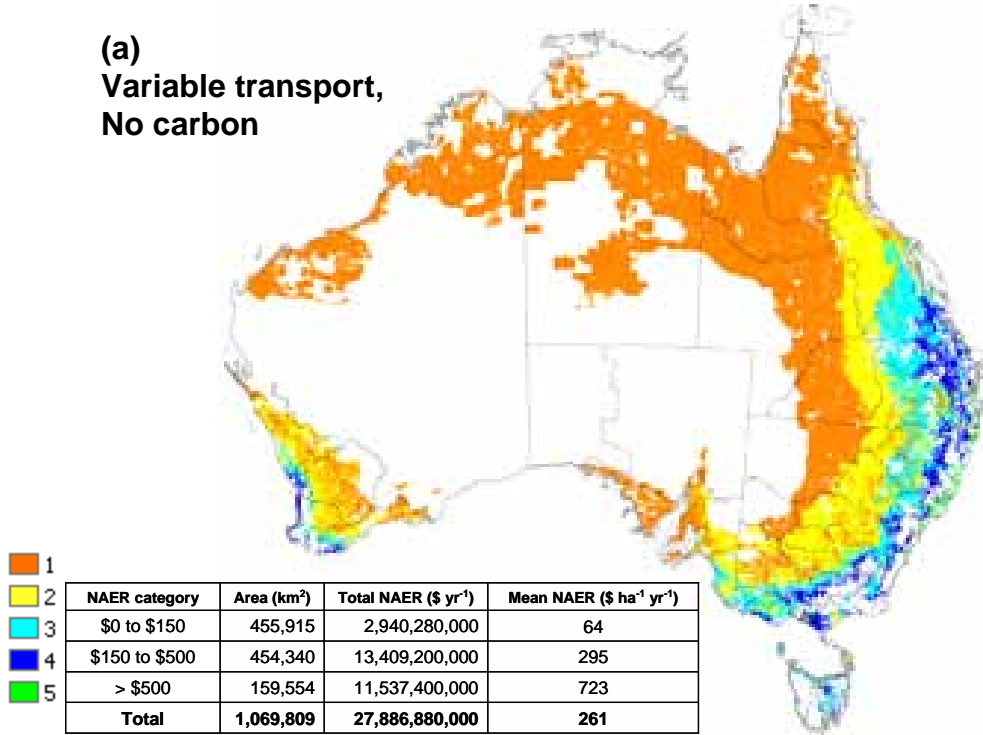 (a)
Variable transport,
No carbon
1
2
3
4
5
NAER category Area (km²) Total NAER ($ yr⁻¹) Mean NAER ($ ha⁻¹ yr⁻¹)
$0 to $150 455,915 2,940,280,000 64
$150 to $500 454,340 13,409,200,000 295
> $500 159,554 11,537,400,000 723
Total 1,069,809 27,886,880,000 261